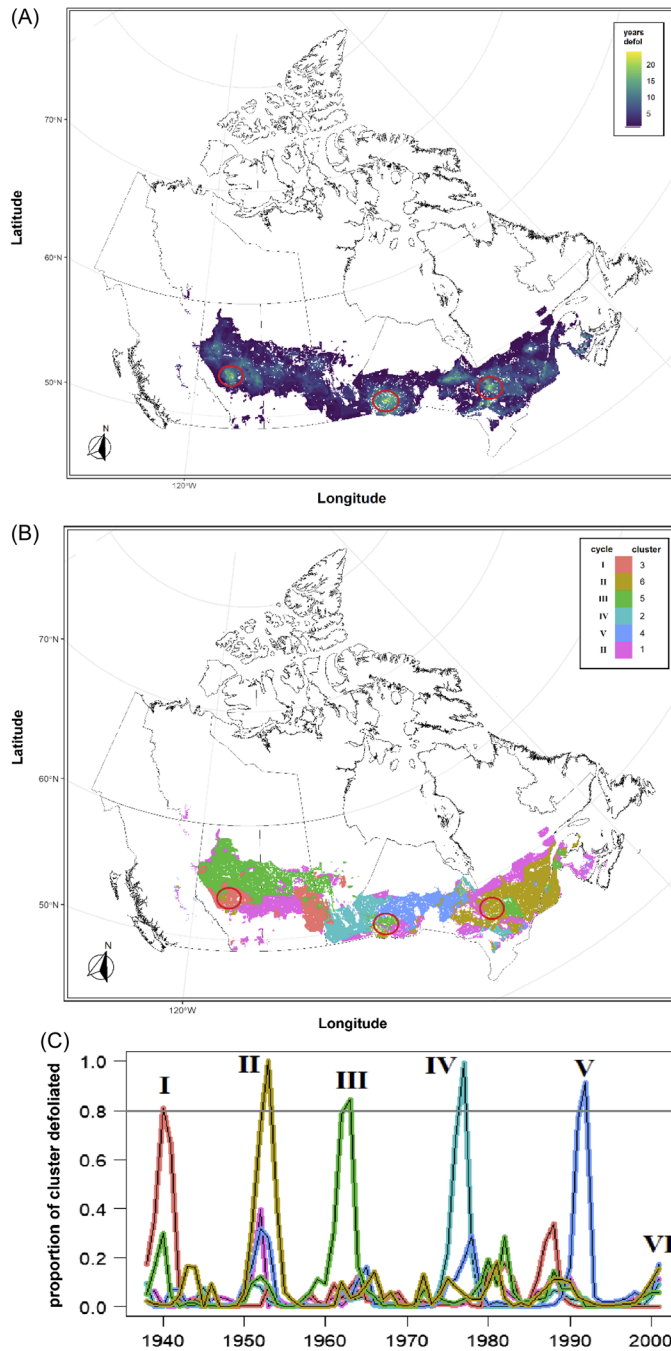 (A)
years
defol
20
15
10
5
70°N
60°N
50°N
Latitude
N
120°W
Longitude
(B)
cycle cluster
I 3
II 6
III 5
IV 2
V 4
II 1
70°N
60°N
50°N
Latitude
N
120°W
Longitude
(C)
proportion of cluster defoliated
1.0
0.8
0.6
0.4
0.2
0.0
I
II
III
IV
V
VI
1940 1950 1960 1970 1980 1990 2000